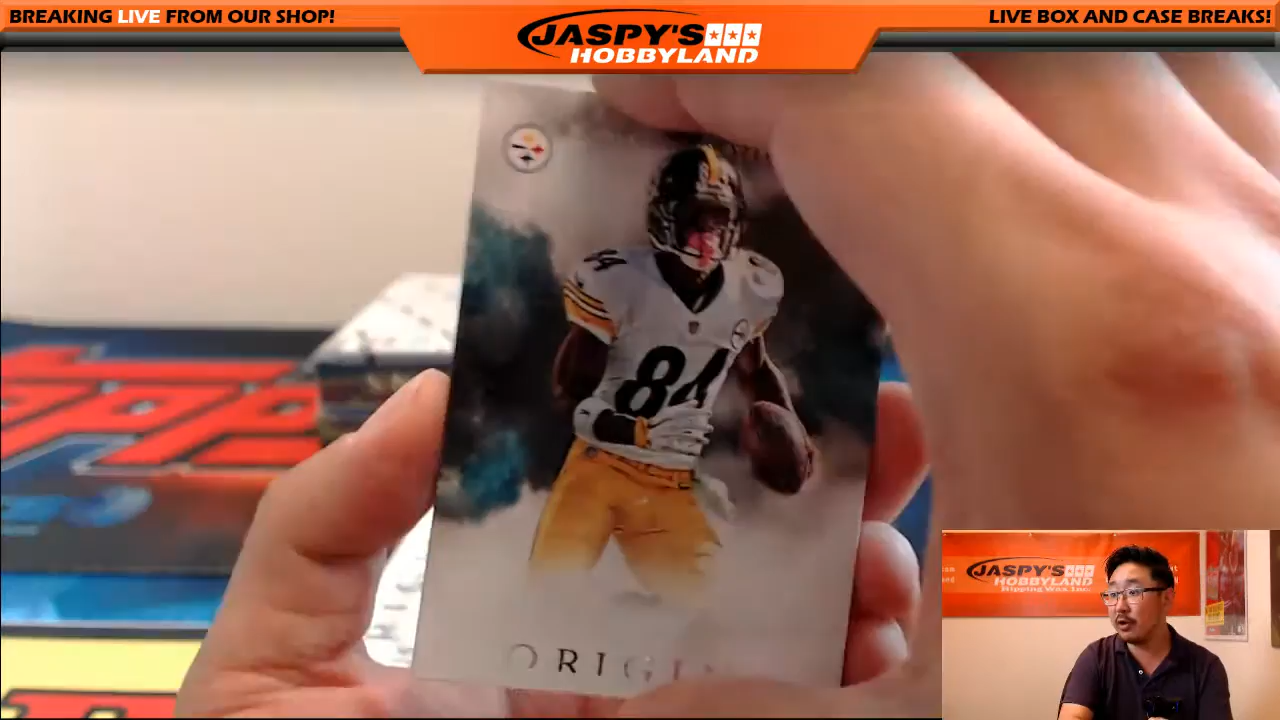 BREAKING LIVE FROM OUR SHOP!
JASPY'S
HOBBYLAND
LIVE BOX AND CASE BREAKS!
84
84
ORIGI
JASPY'S
HOBBYLAND
Ripping Wax Inc.